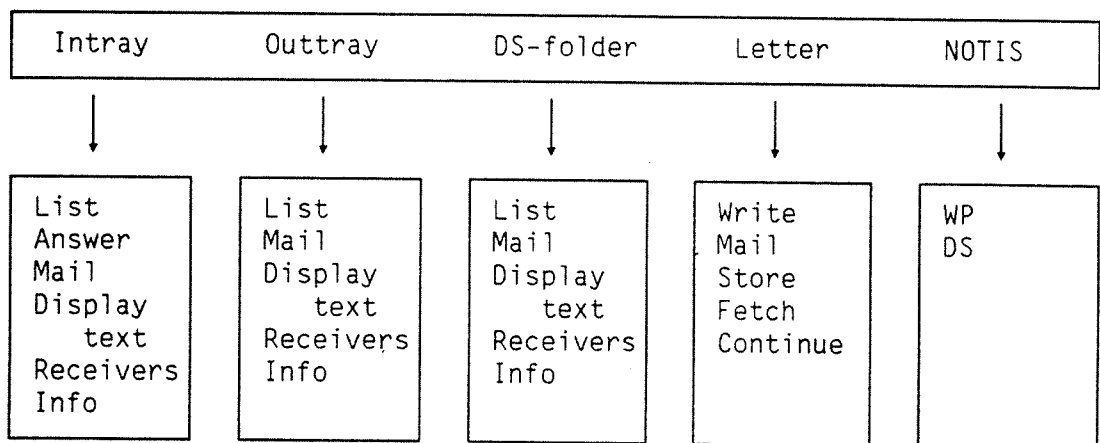 Intray Outtray DS-folder Letter NOTIS
List
Answer
Mail
Display
text
Receivers
Info
List
Mail
Display
text
Receivers
Info
List
Mail
Display
text
Receivers
Info
Write
Mail
Store
Fetch
Continue
WP
DS